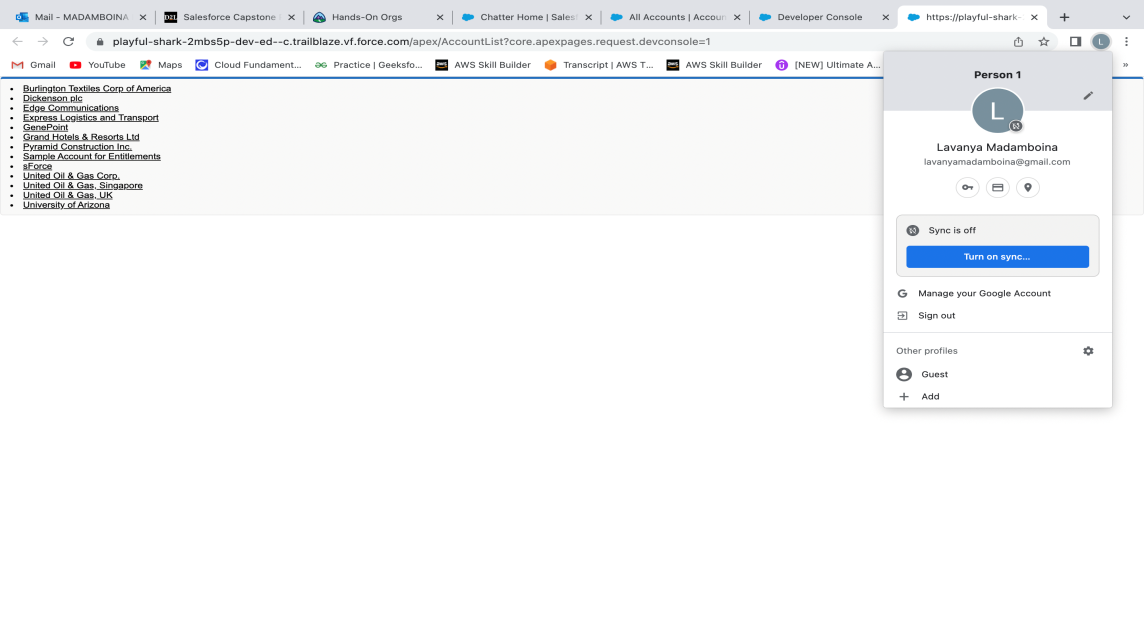 Mail - MADAMBOINA
D2L Salesforce Capstone
Hands-On Orgs
Chatter Home | Sales
All Accounts | Accoun
Developer Console
https://playful-shark-
playful-shark-2mbs5p-dev-ed--c.trailblaze.vf.force.com/apex/AccountList?core.apexpages.request.devconsole=1
L
Gmail
YouTube
Maps
Cloud Fundament...
Practice | Geeksfo...
AWS Skill Builder
Transcript | AWS T...
AWS Skill Builder
[NEW] Ultimate A...
»
Burlington Textiles Corp of America
Dickenson plc
Edge Communications
Express Logistics and Transport
GenePoint
Grand Hotels & Resorts Ltd
Pyramid Construction Inc.
Sample Account for Entitlements
sForce
United Oil & Gas Corp.
United Oil & Gas, Singapore
United Oil & Gas, UK
University of Arizona
Person 1
L
Lavanya Madamboina
lavanyamadamboina@gmail.com
Sync is off
Turn on sync...
Manage your Google Account
Sign out
Other profiles
Guest
Add